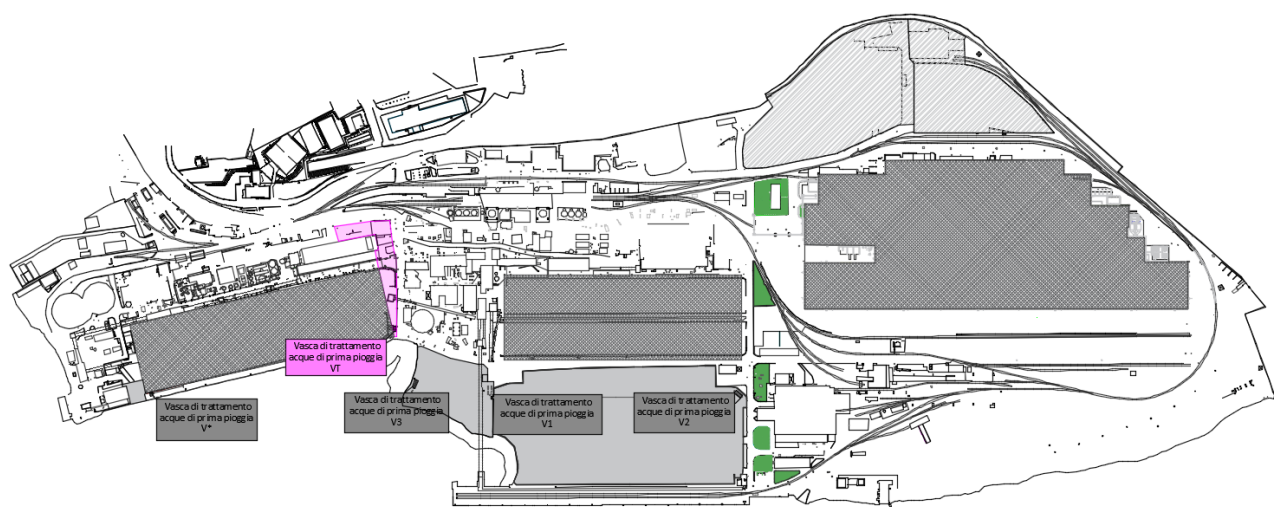 Vasca di trattamento
acque di prima pioggia
VT
Vasca di trattamento
acque di prima pioggia
V*
Vasca di trattamento
acque di prima pioggia
V3
Vasca di trattamento
acque di prima pioggia
V1
Vasca di trattamento
acque di prima pioggia
V2